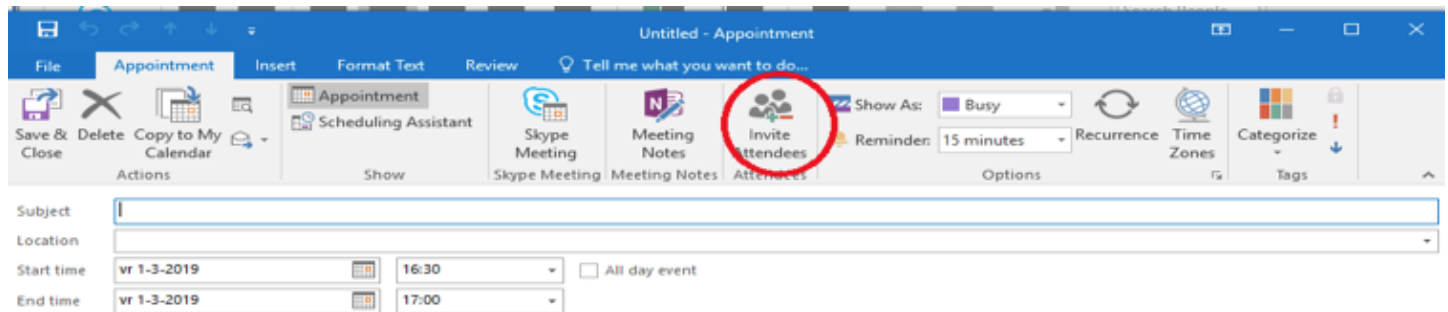 Search People
Untitled - Appointment
File Appointment Insert Format Text Review Tell me what you want to do...
Save & Close
Delete
Copy to My Calendar
Actions
Appointment
Scheduling Assistant
Show
Skype Meeting
Skype Meeting
Meeting Notes
Meeting Notes
Invite Attendees
Attendees
Show As: Busy
Reminder: 15 minutes
Recurrence
Time Zones
Options
Categorize
Tags
Subject
Location
Start time vr 1-3-2019 16:30 All day event
End time vr 1-3-2019 17:00